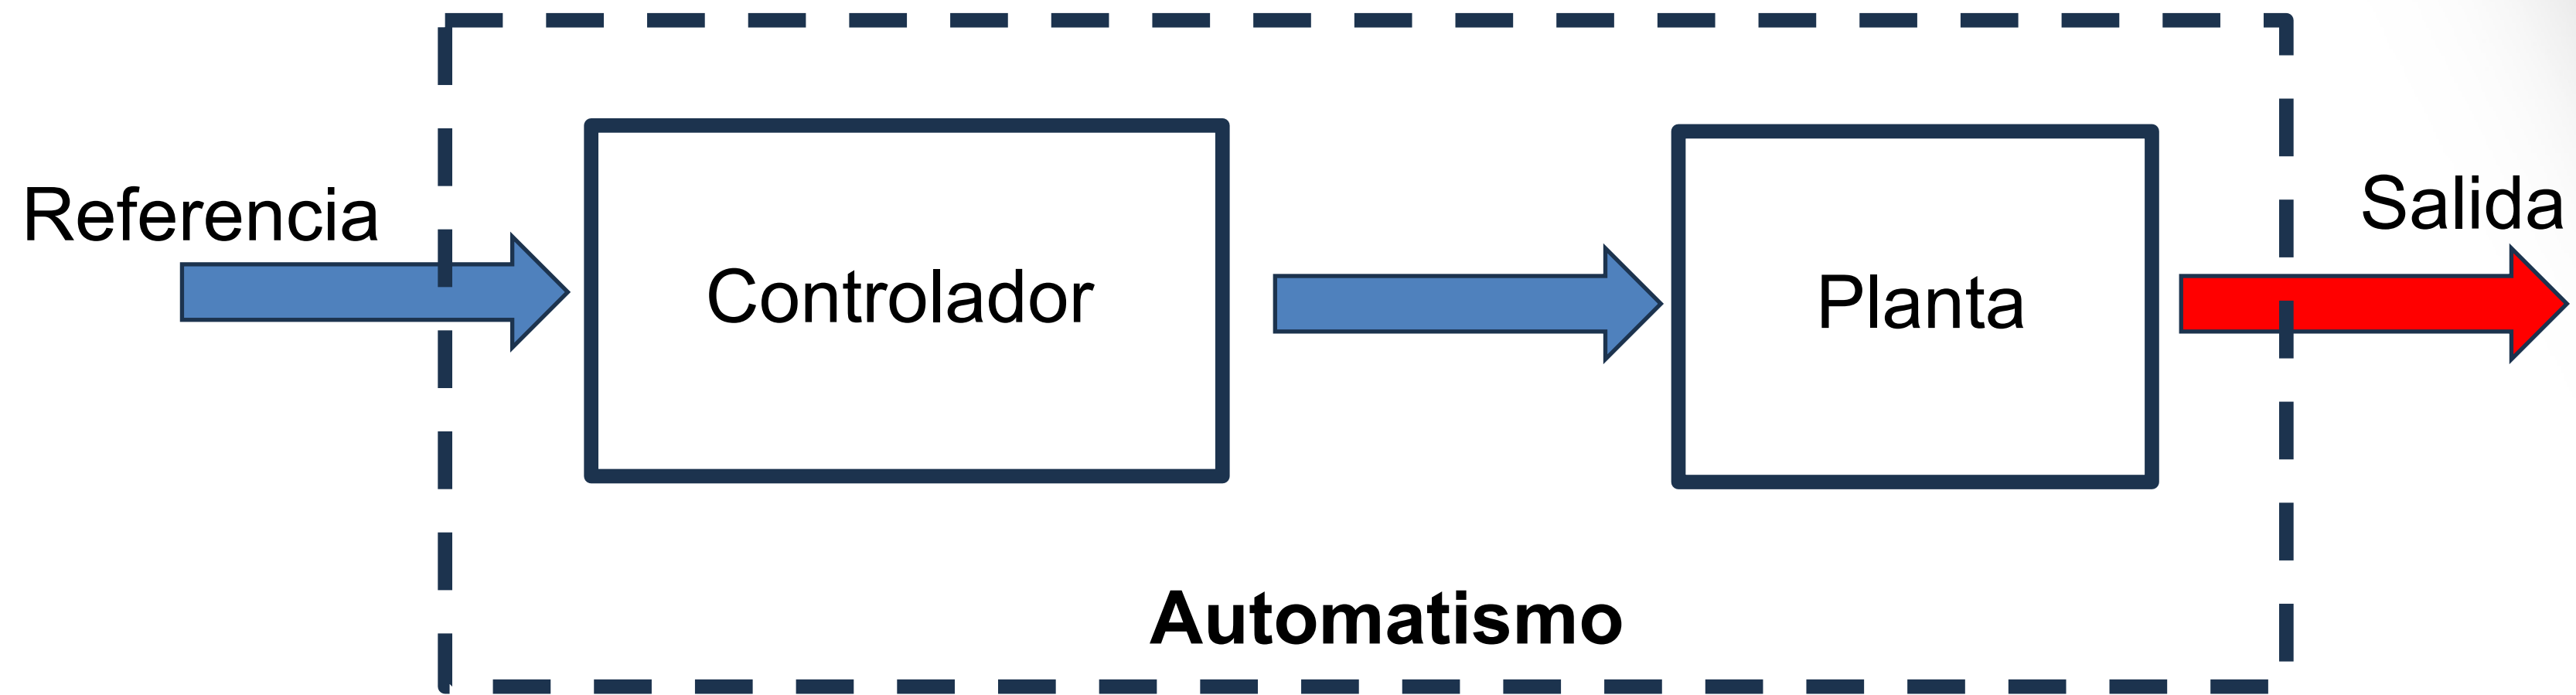 Referencia
Controlador
Planta
Salida
Automatismo